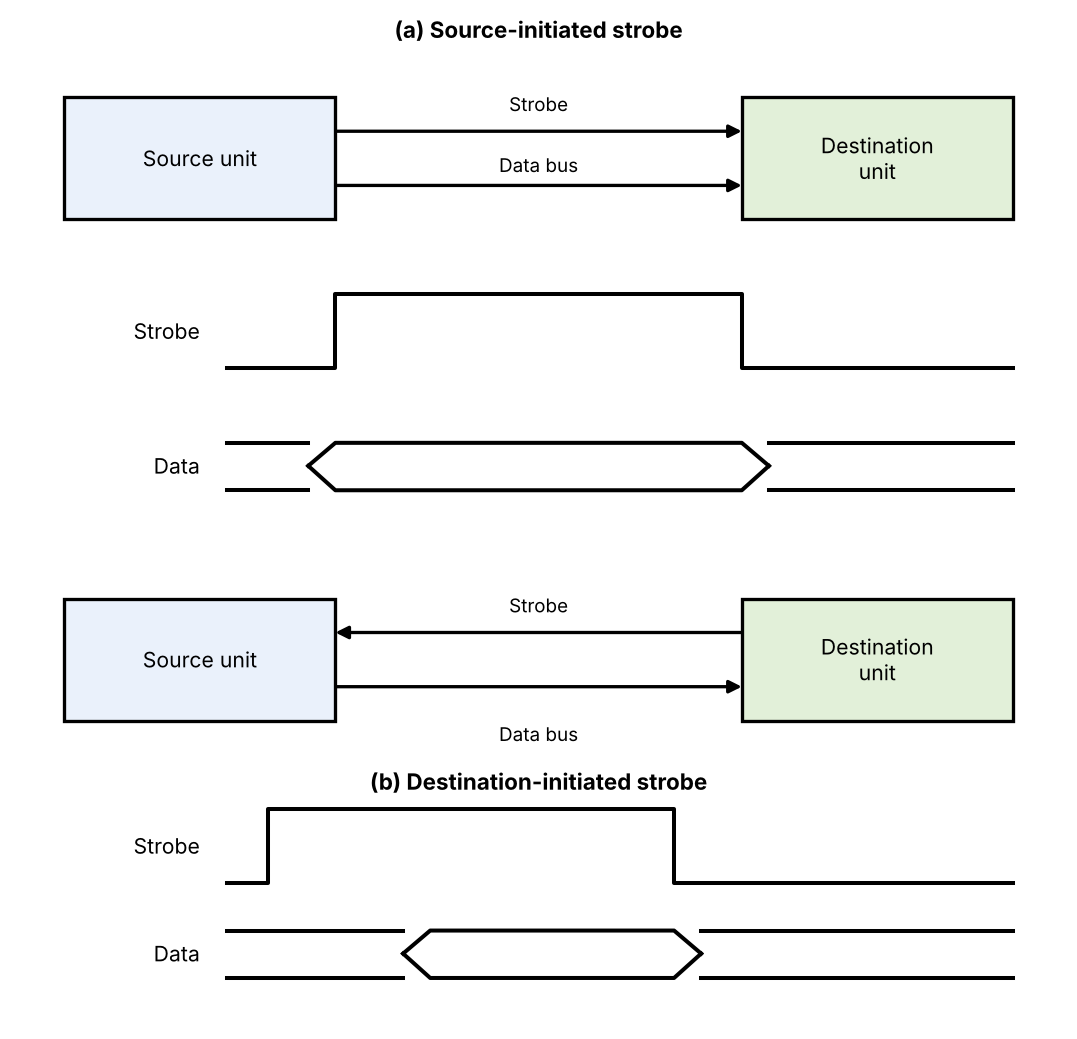 (a) Source-initiated strobe
Strobe
Source unit
Data bus
Destination
unit
Strobe
Data
Strobe
Source unit
Destination
unit
Data bus
(b) Destination-initiated strobe
Strobe
Data